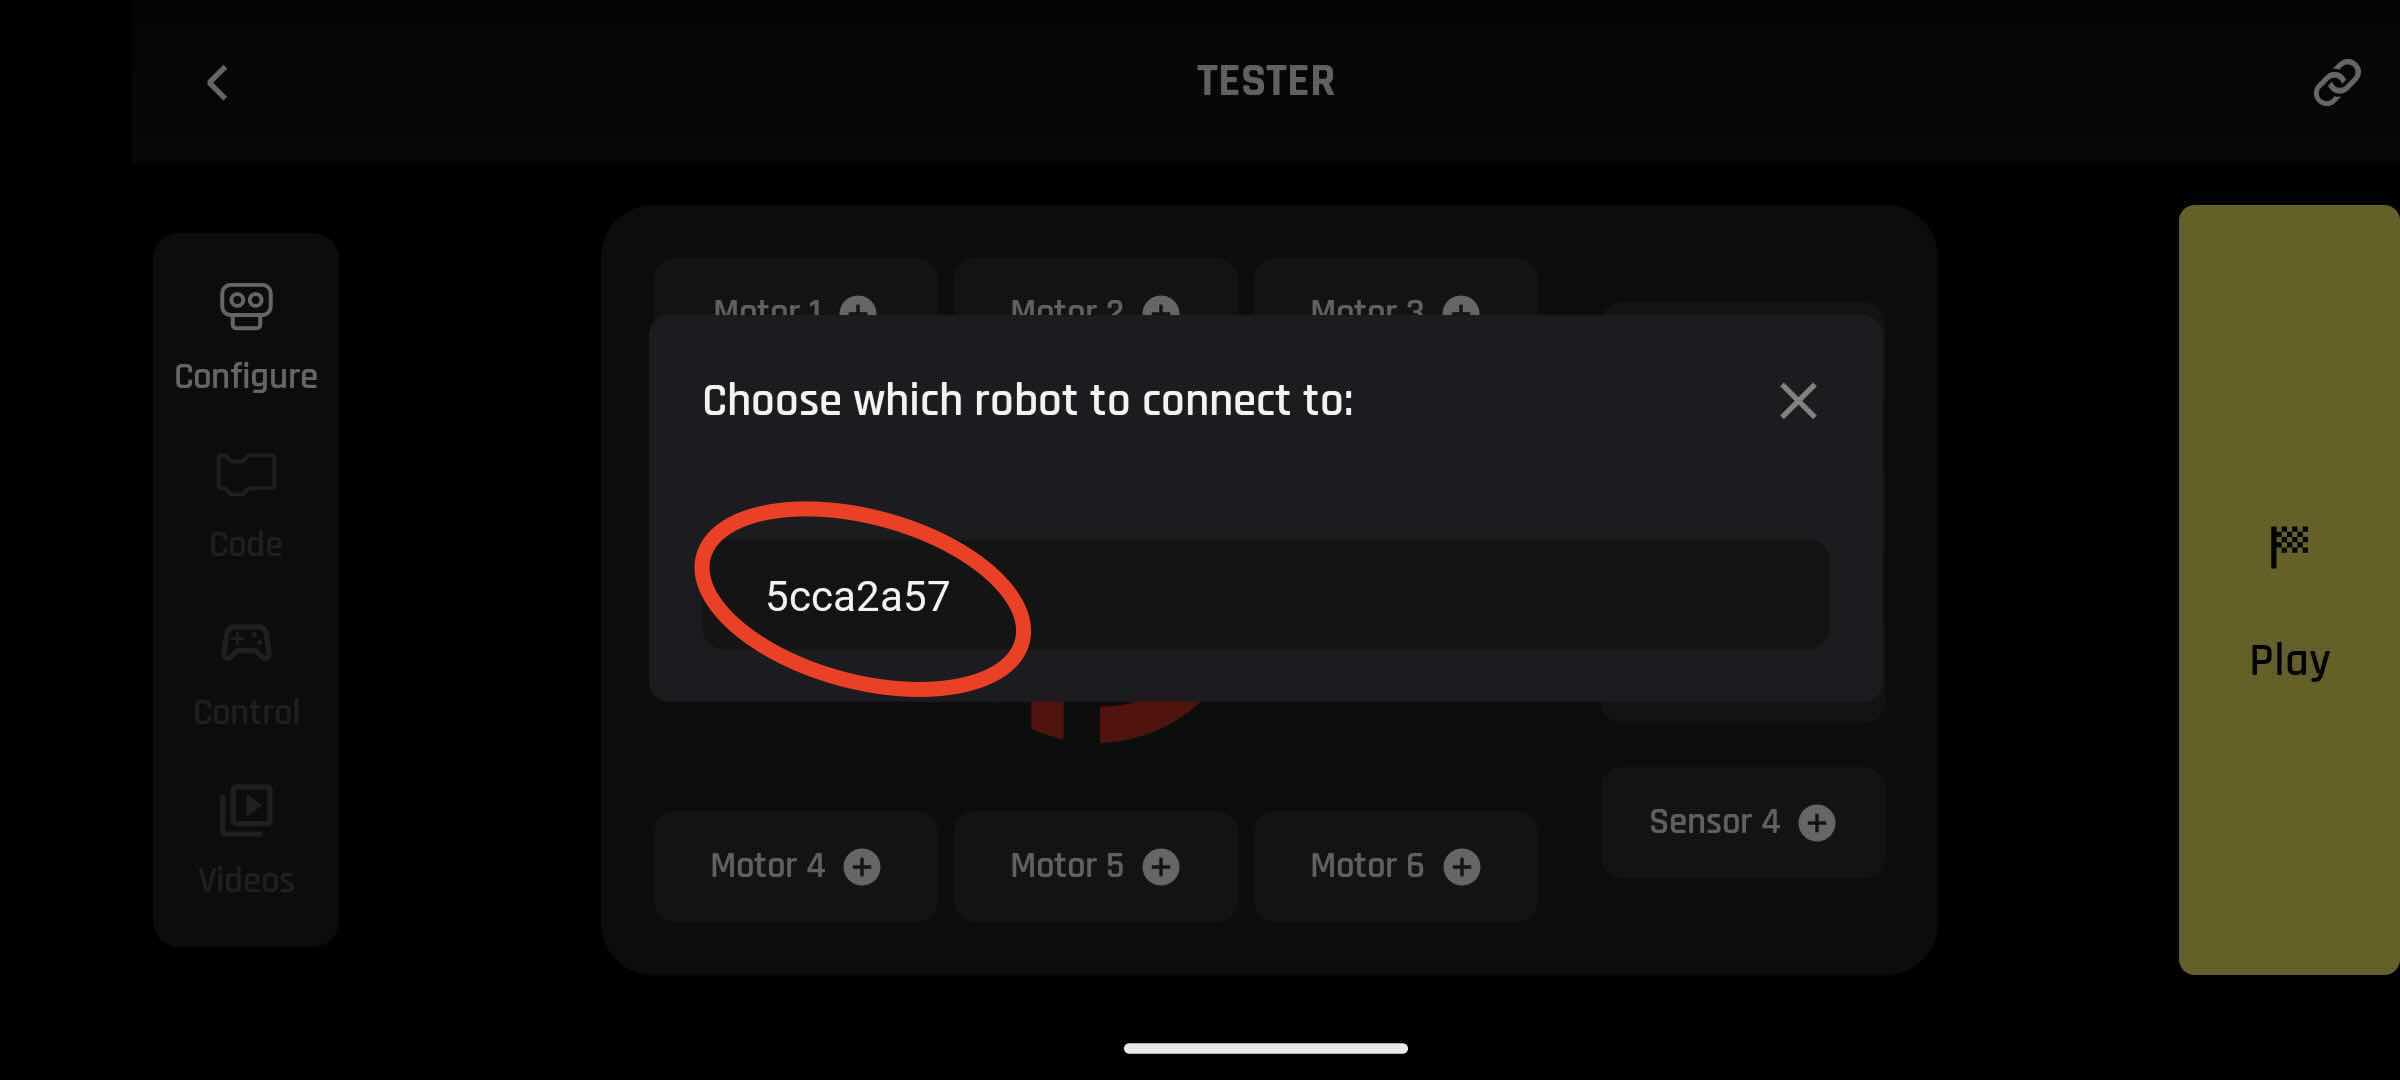 TESTER
Configure
Code
Control
Videos
Motor 1
Motor 2
Motor 3
Choose which robot to connect to:
5cca2a57
Motor 4
Motor 5
Motor 6
Sensor 4
Play